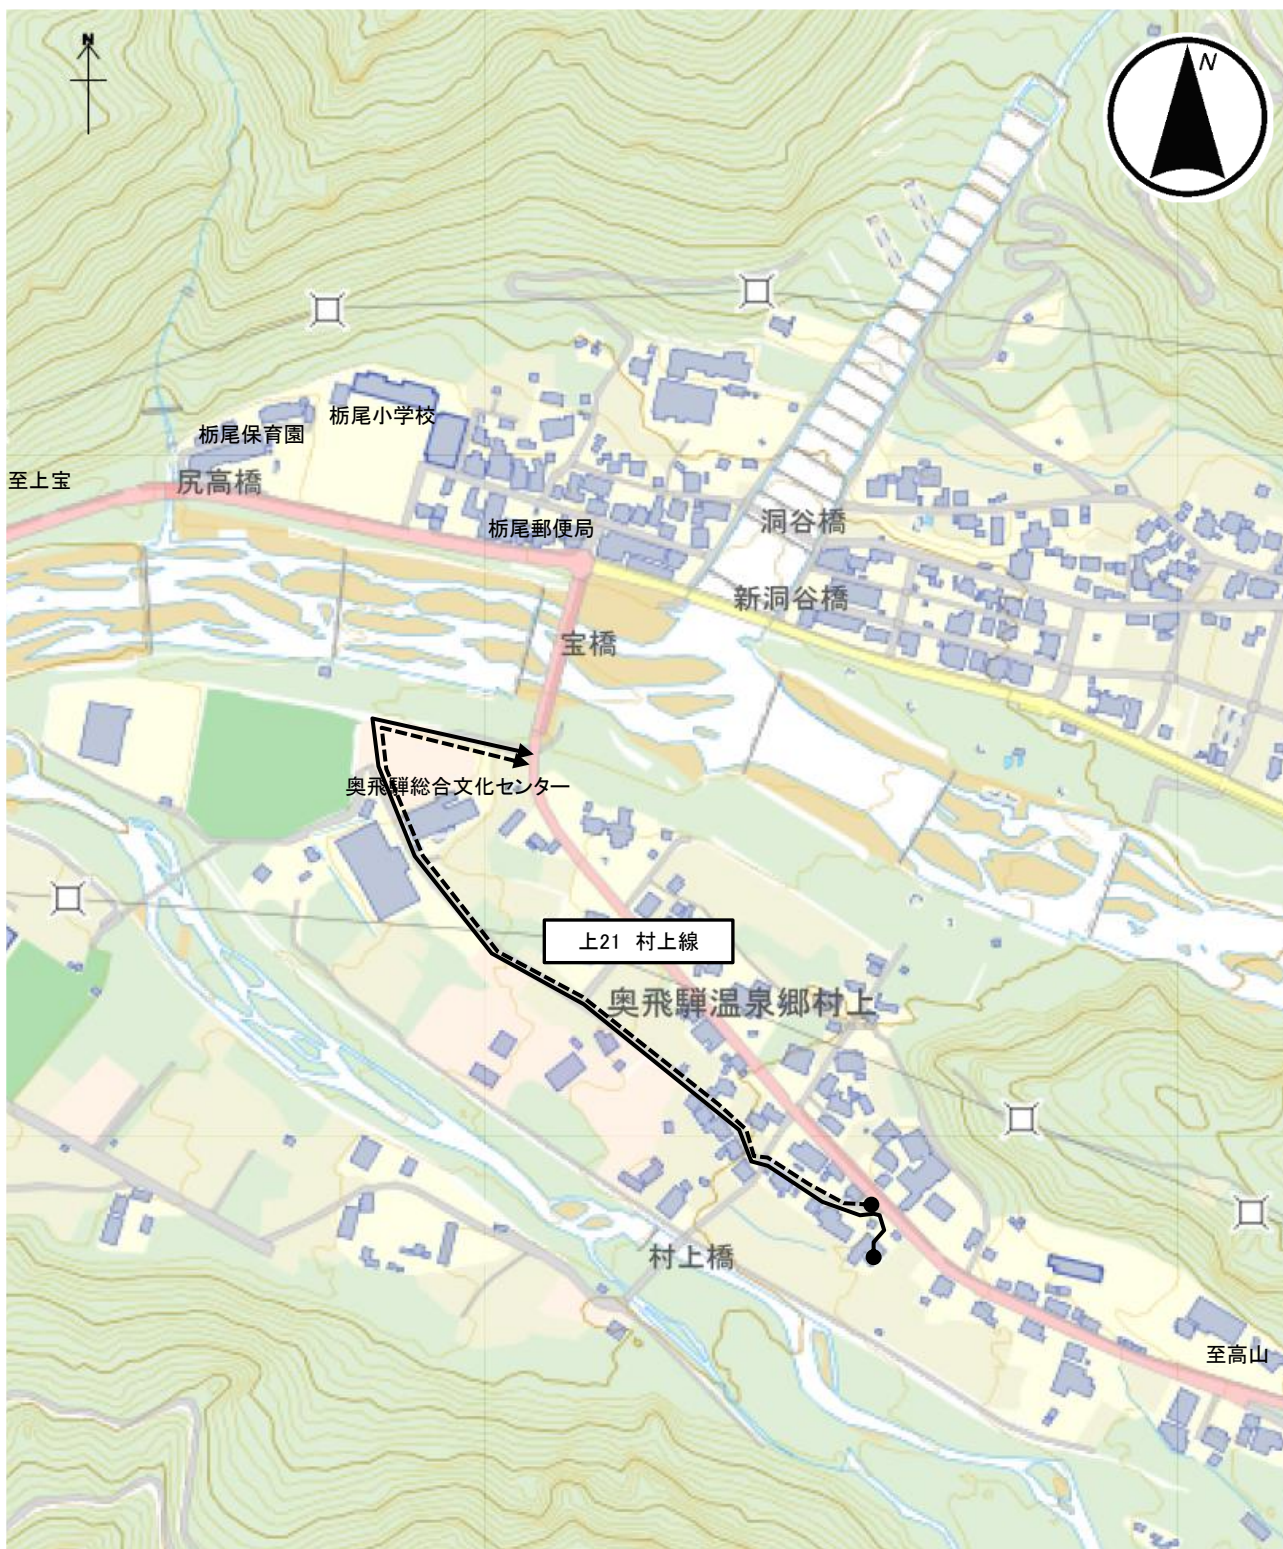 N
N
栃尾小学校
栃尾保育園
至上宝
尻高橋
栃尾郵便局
洞谷橋
新洞谷橋
宝橋
奥飛騨総合文化センター
上21 村上線
奥飛騨温泉郷村上
村上橋
至高山